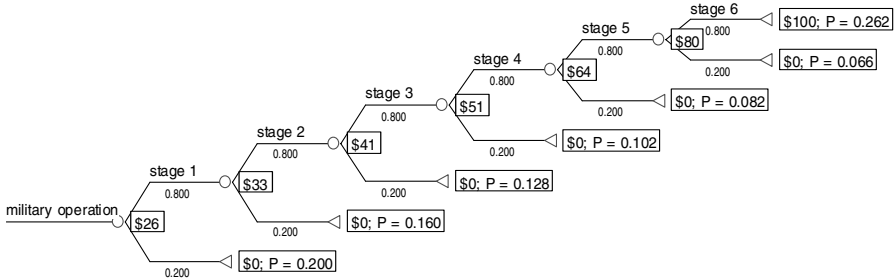 stage 6
0.800
$100; P = 0.262
stage 5
0.800
$80
0.200
$0; P = 0.066
stage 4
0.800
$64
0.200
$0; P = 0.082
stage 3
0.800
$51
0.200
$0; P = 0.102
stage 2
0.800
$41
0.200
$0; P = 0.128
stage 1
0.800
$33
0.200
$0; P = 0.160
military operation
$26
0.200
$0; P = 0.200